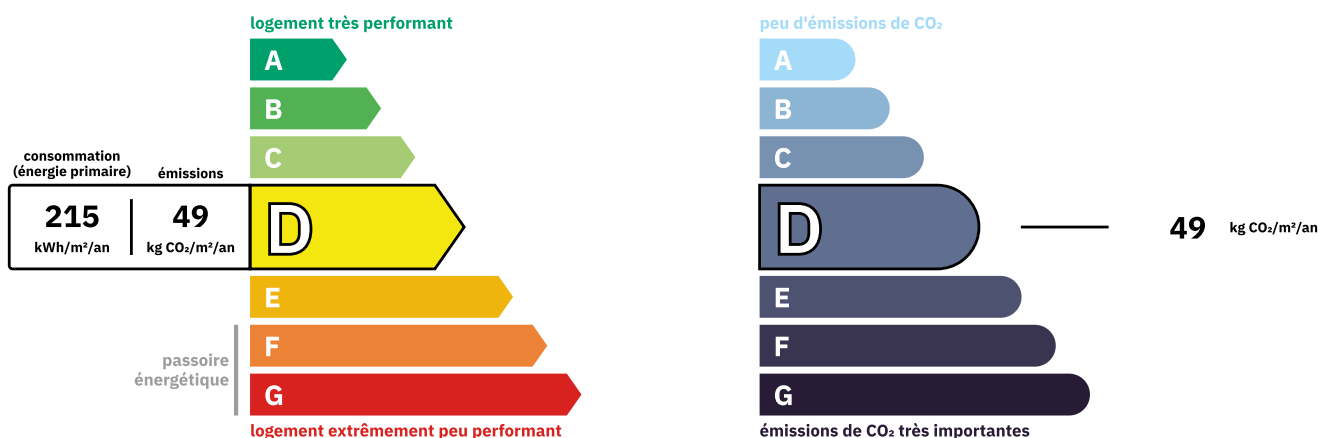 logement très performant
A
B
C
consommation
(énergie primaire)
émissions
215
kWh/m²/an
49
kg CO₂/m²/an
D
E
F
G
passoire
énergétique
logement extrêmement peu performant
peu d'émissions de CO₂
A
B
C
D
49
kg CO₂/m²/an
E
F
G
émissions de CO₂ très importantes